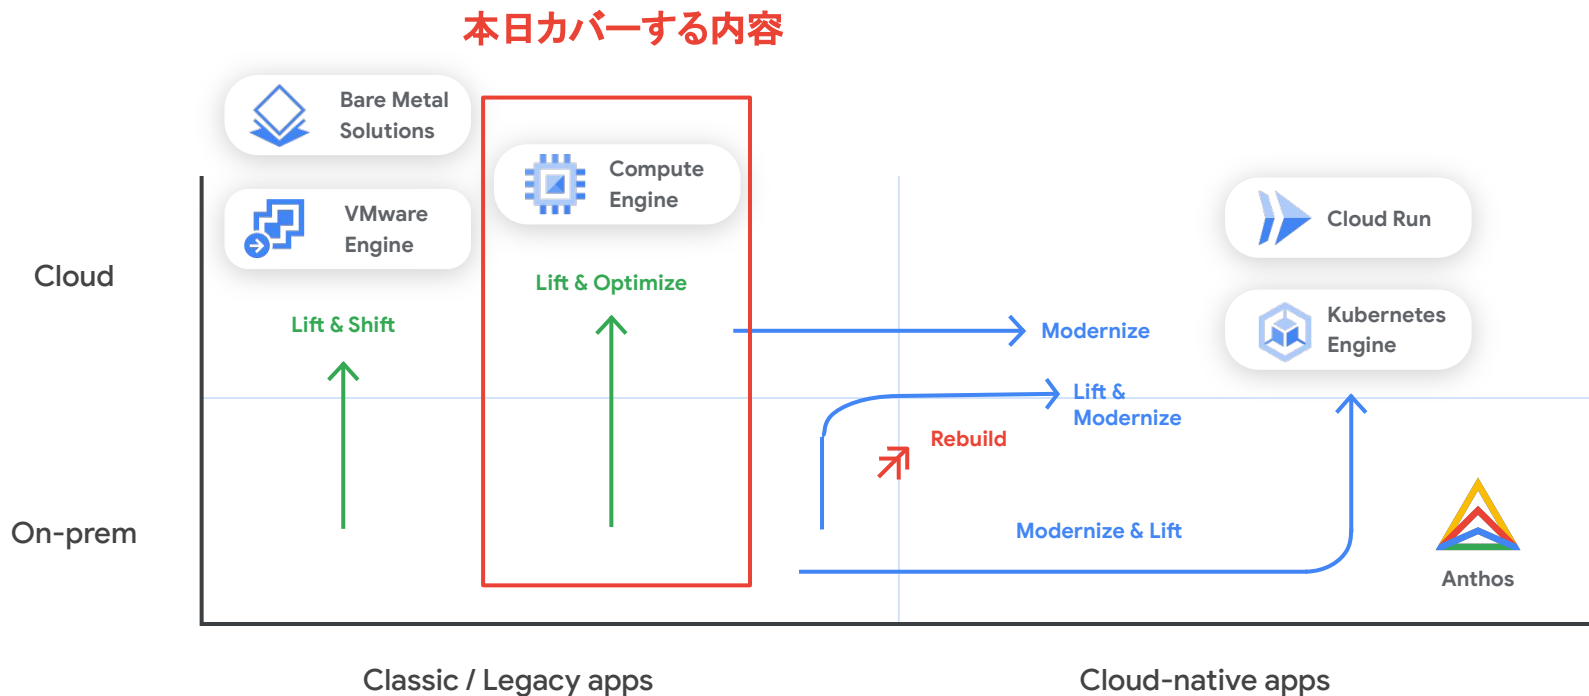 本日カバーする内容
Bare Metal
Solutions
Compute
Engine
VMware
Engine
Cloud Run
Cloud
Lift & Optimize
Lift & Shift
Kubernetes
Engine
Modernize
Lift &
Modernize
Rebuild
On-prem
Modernize & Lift
Anthos
Classic / Legacy apps
Cloud-native apps